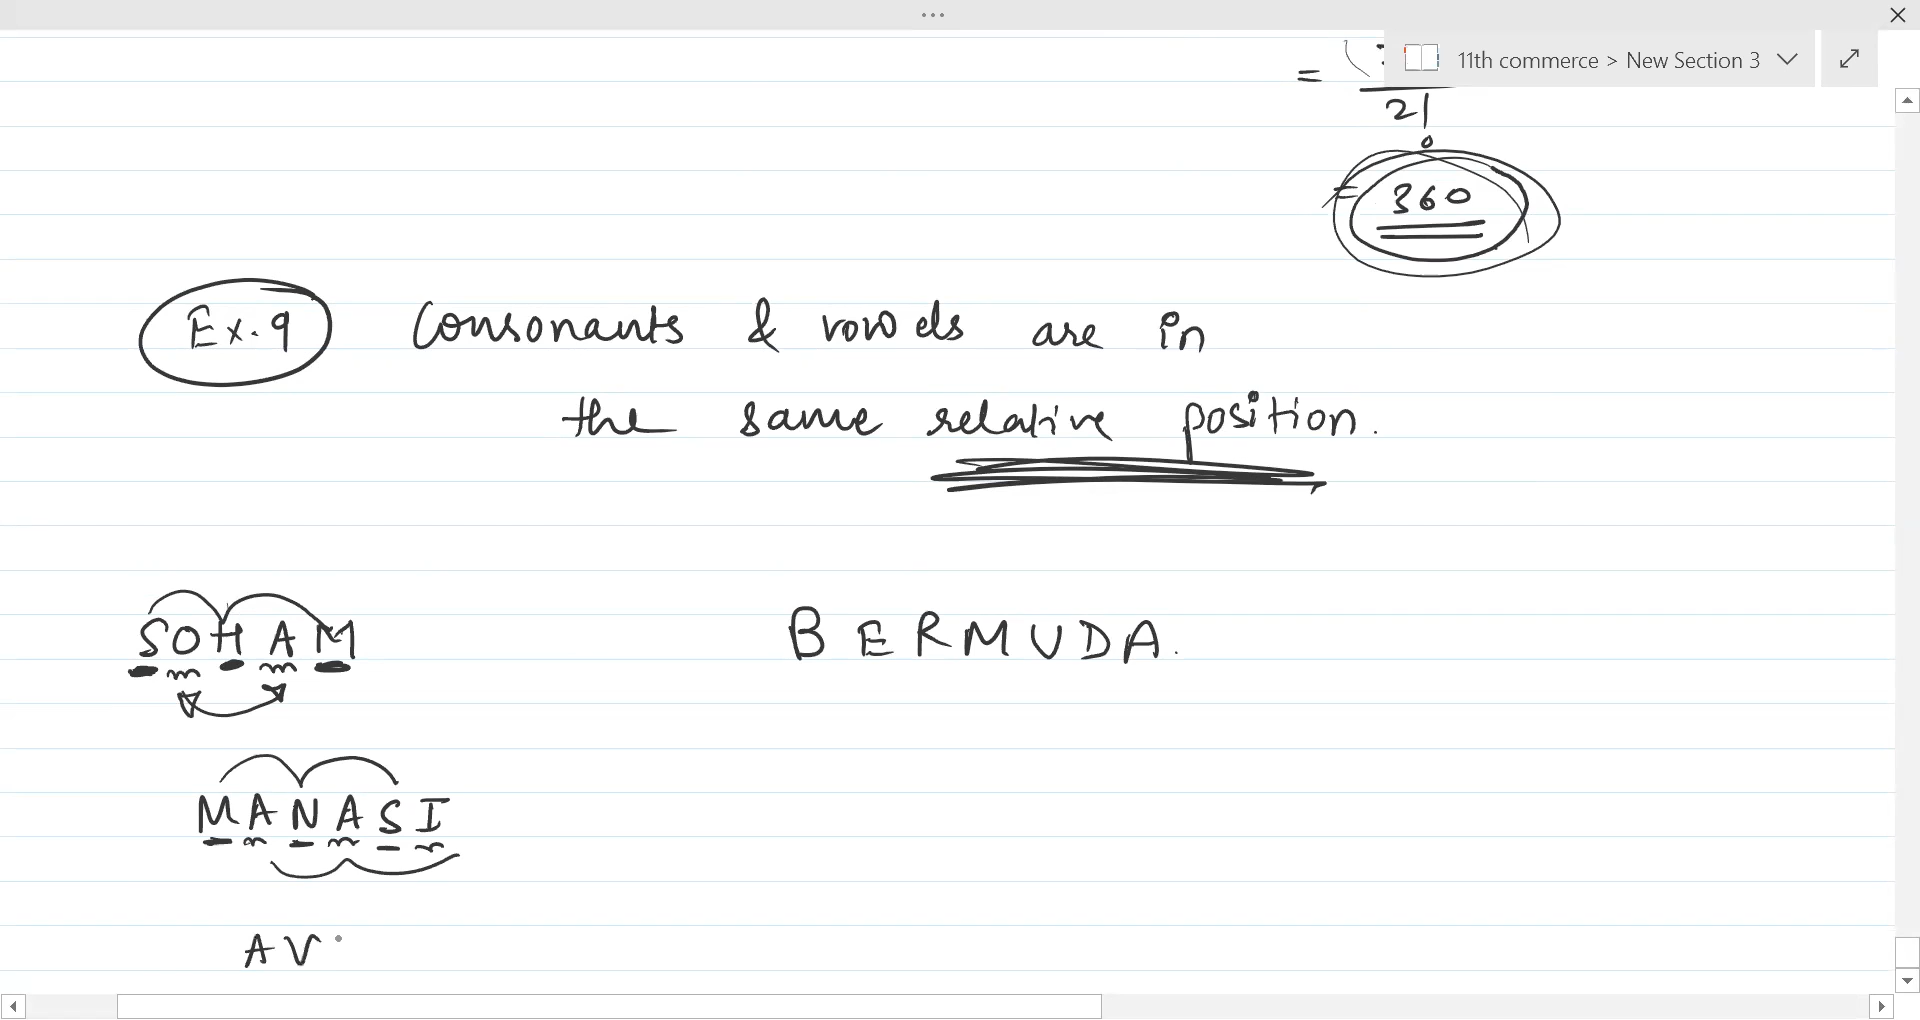 11th commerce > New Section 3
=
2!
= 360
Ex.9 Consonants & vowels are in
the same relative position.
SOHAM
BERMUDA.
MANASI
AV